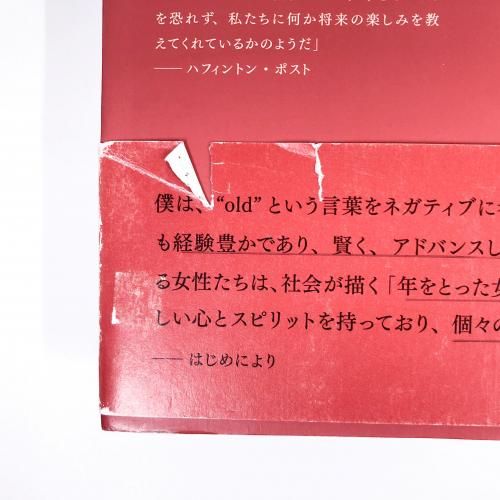 を恐れず、私たちに何か将来の楽しみを教
えてくれているかのようだ」
── ハフィントン・ポスト
僕は、“old” という言葉をネガティブに
も経験豊かであり、賢く、アドバンスし
る女性たちは、社会が描く「年をとった女
しい心とスピリットを持っており、個々の
── はじめにより